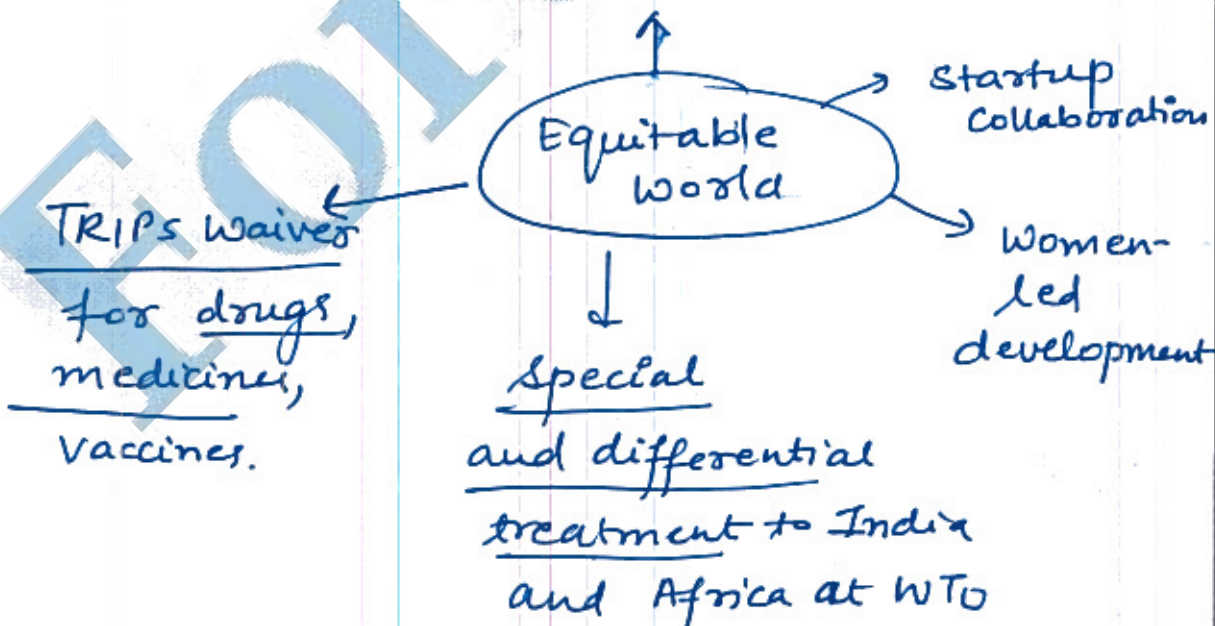 Equitable
world
Startup
Collaboration
Women-
led
development
TRIPs Waiver
for drugs,
medicines,
vaccines.
special
and differential
treatment to India
and Africa at WTO